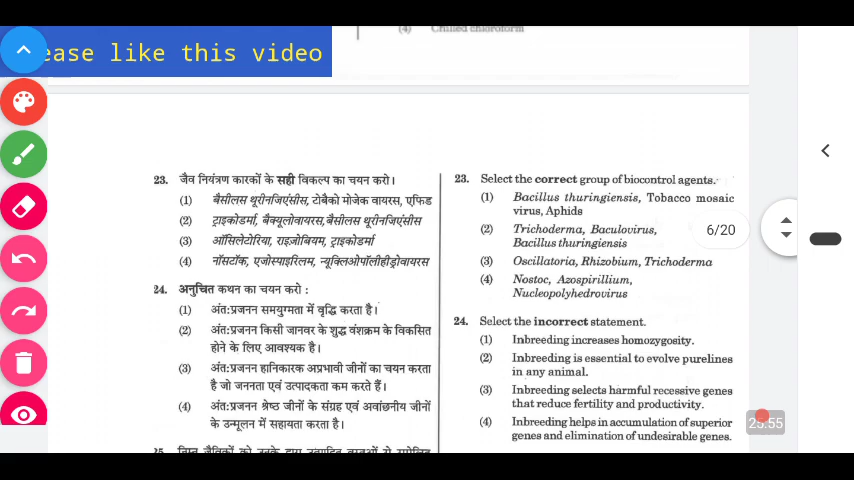 ease like this video
(4) Chilled chloroform
23. जैव नियंत्रण कारकों के सही विकल्प का चयन करो।
(1) बैसीलस थूरीनजिएंसीस, टोबैको मोजेक वायरस, एफिड
(2) ट्राइकोडर्मा, बैक्यूलोवायरस, बैसीलस थूरीनजिएंसीस
(3) ऑसिलेटोरिया, राइज़ोबियम, ट्राइकोडर्मा
(4) नॉसटॉक, एजोस्पाइरिलम, न्यूक्लिओपॉलीहीड्रोवायरस
24. अनुचित कथन का चयन करो :
(1) अंत:प्रजनन समयुग्मता में वृद्धि करता है।
(2) अंत:प्रजनन किसी जानवर के शुद्ध वंशक्रम के विकसित
होने के लिए आवश्यक है।
(3) अंत:प्रजनन हानिकारक अप्रभावी जीनों का चयन करता
है जो जननता एवं उत्पादकता कम करते हैं।
(4) अंत:प्रजनन श्रेष्ठ जीनों के संग्रह एवं अवांछनीय जीनों
के उन्मूलन में सहायता करता है।
23. Select the correct group of biocontrol agents.
(1) Bacillus thuringiensis, Tobacco mosaic
virus, Aphids
(2) Trichoderma, Baculovirus,
Bacillus thuringiensis
(3) Oscillatoria, Rhizobium, Trichoderma
(4) Nostoc, Azospirillium,
Nucleopolyhedrovirus
24. Select the incorrect statement.
(1) Inbreeding increases homozygosity.
(2) Inbreeding is essential to evolve purelines
in any animal.
(3) Inbreeding selects harmful recessive genes
that reduce fertility and productivity.
(4) Inbreeding helps in accumulation of superior
genes and elimination of undesirable genes.
6/20
25:55